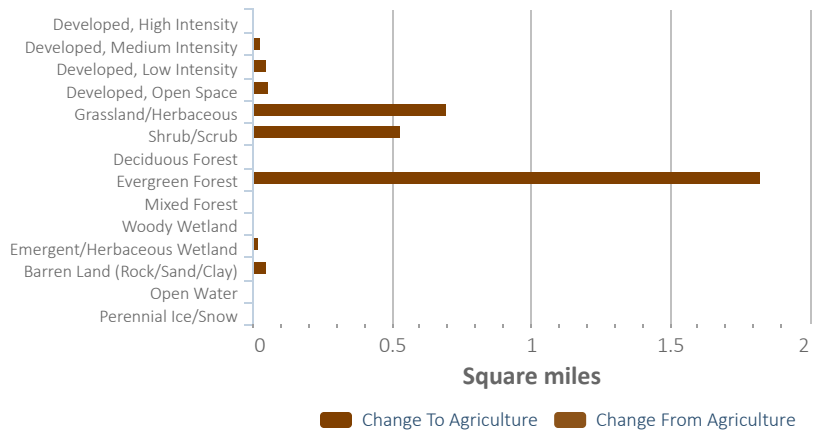 Developed, High Intensity
Developed, Medium Intensity
Developed, Low Intensity
Developed, Open Space
Grassland/Herbaceous
Shrub/Scrub
Deciduous Forest
Evergreen Forest
Mixed Forest
Woody Wetland
Emergent/Herbaceous Wetland
Barren Land (Rock/Sand/Clay)
Open Water
Perennial Ice/Snow
0 0.5 1 1.5 2
Square miles
Change To Agriculture Change From Agriculture